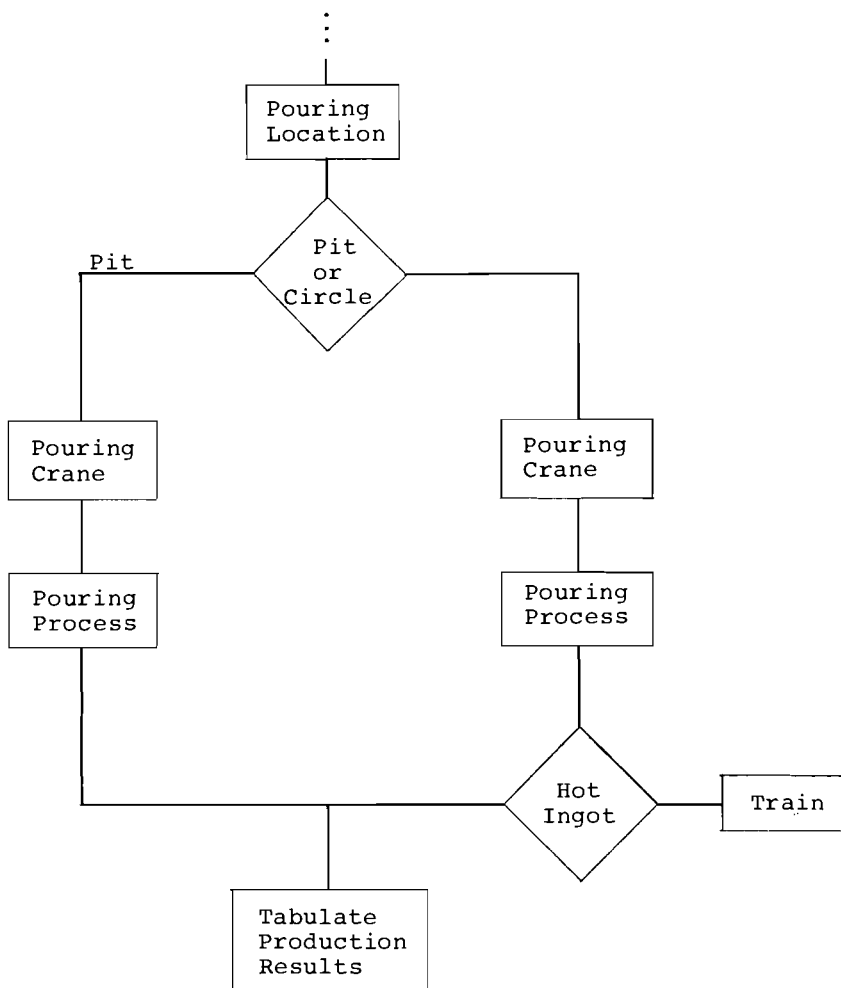 Pouring
Location
Pit
or
Circle
Pit
Pouring
Crane
Pouring
Crane
Pouring
Process
Pouring
Process
Hot
Ingot
Train
Tabulate
Production
Results